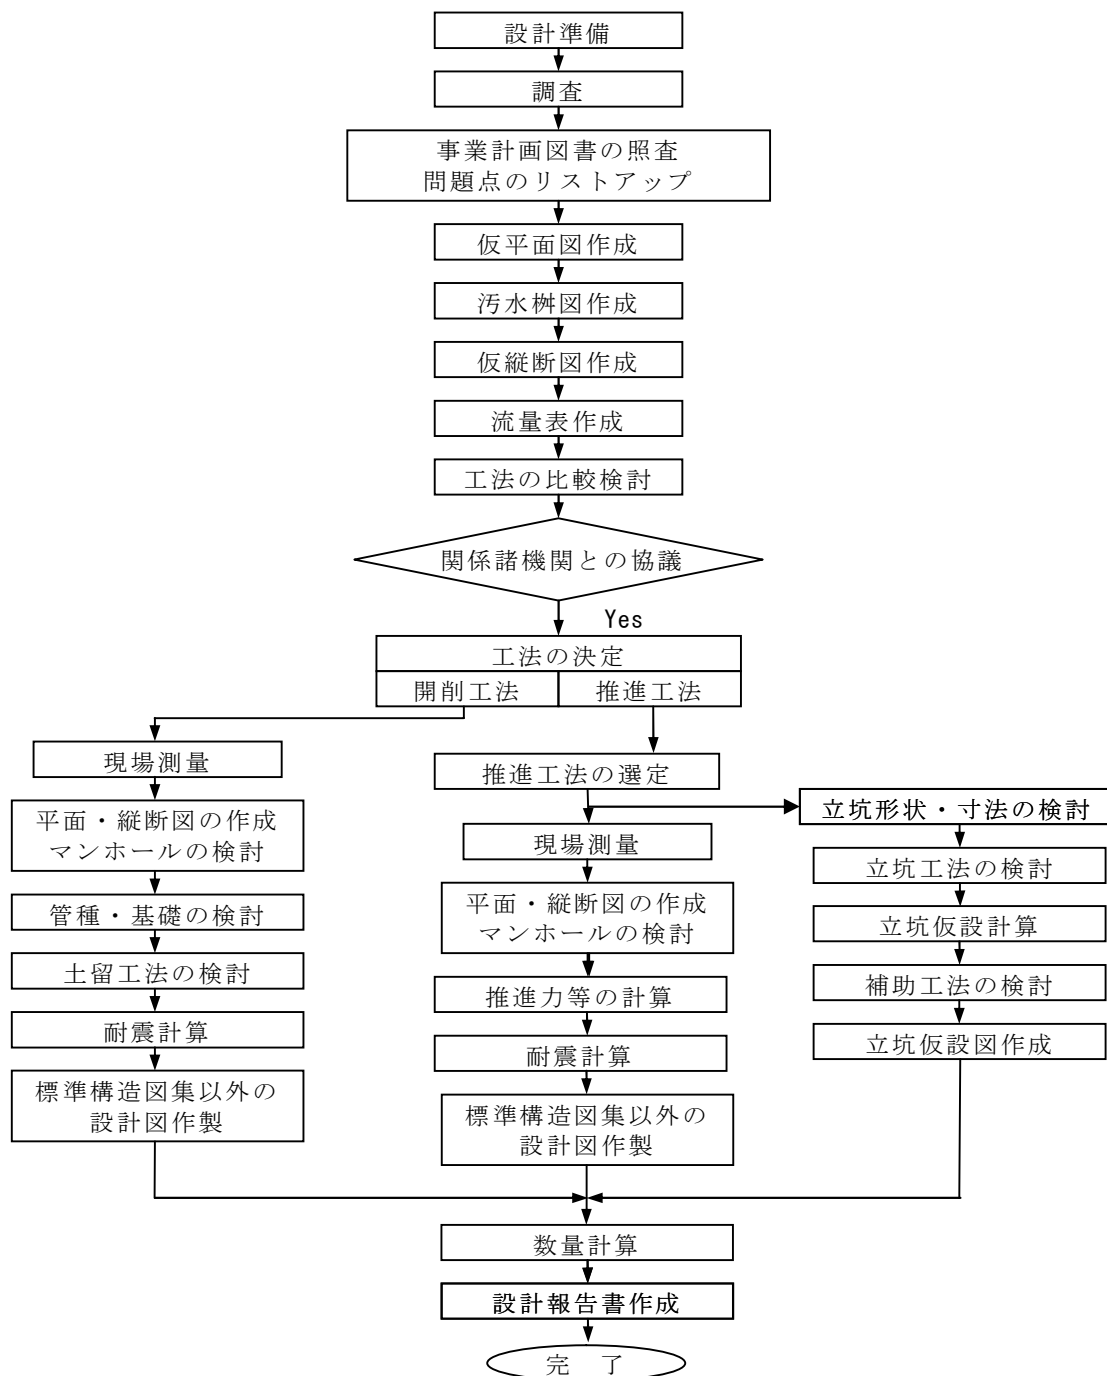 設計準備
調査
事業計画図書の照査
問題点のリストアップ
仮平面図作成
汚水桝図作成
仮縦断図作成
流量表作成
工法の比較検討
関係諸機関との協議
Yes
工法の決定
開削工法
推進工法
現場測量
平面・縦断図の作成
マンホールの検討
管種・基礎の検討
土留工法の検討
耐震計算
標準構造図集以外の
設計図作製
推進工法の選定
現場測量
平面・縦断図の作成
マンホールの検討
推進力等の計算
耐震計算
標準構造図集以外の
設計図作製
立坑形状・寸法の検討
立坑工法の検討
立坑仮設計算
補助工法の検討
立坑仮設図作成
数量計算
設計報告書作成
完　了